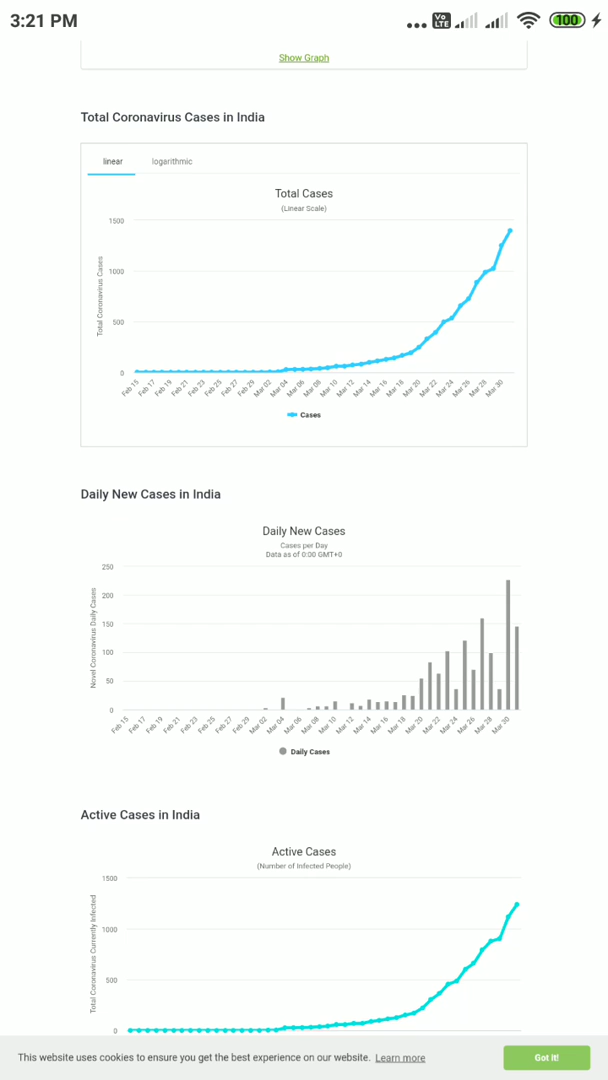 3:21 PM
Vo LTE
100
Show Graph
Total Coronavirus Cases in India
linear logarithmic
Total Cases
(Linear Scale)
Total Coronavirus Cases
1500
1000
500
0
Feb 15 Feb 17 Feb 19 Feb 21 Feb 23 Feb 25 Feb 27 Feb 29 Mar 02 Mar 04 Mar 06 Mar 08 Mar 10 Mar 12 Mar 14 Mar 16 Mar 18 Mar 20 Mar 22 Mar 24 Mar 26 Mar 28 Mar 30
Cases
Daily New Cases in India
Daily New Cases
Cases per Day
Data as of 0:00 GMT+0
Novel Coronavirus Daily Cases
250
200
150
100
50
0
Feb 15 Feb 17 Feb 19 Feb 21 Feb 23 Feb 25 Feb 27 Feb 29 Mar 02 Mar 04 Mar 06 Mar 08 Mar 10 Mar 12 Mar 14 Mar 16 Mar 18 Mar 20 Mar 22 Mar 24 Mar 26 Mar 28 Mar 30
Daily Cases
Active Cases in India
Active Cases
(Number of Infected People)
Total Coronavirus Currently Infected
1500
1000
500
0
This website uses cookies to ensure you get the best experience on our website. Learn more
Got it!